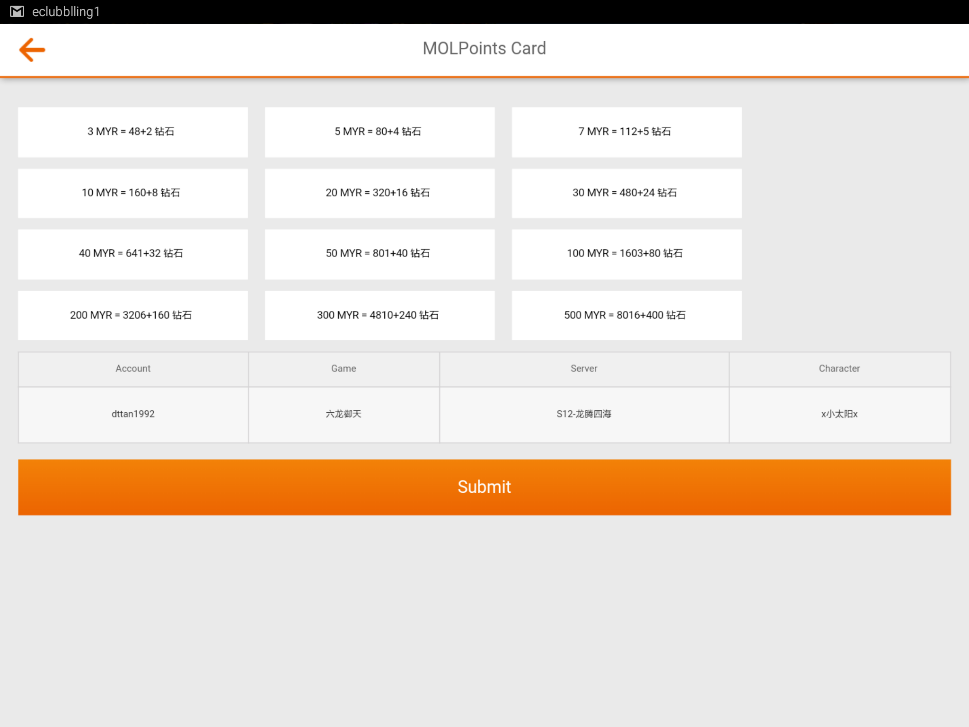 eclubblling1
MOLPoints Card
3 MYR = 48+2 钻石
5 MYR = 80+4 钻石
7 MYR = 112+5 钻石
10 MYR = 160+8 钻石
20 MYR = 320+16 钻石
30 MYR = 480+24 钻石
40 MYR = 641+32 钻石
50 MYR = 801+40 钻石
100 MYR = 1603+80 钻石
200 MYR = 3206+160 钻石
300 MYR = 4810+240 钻石
500 MYR = 8016+400 钻石
Account Game Server Character
dttan1992 六龙御天 S12-龙腾四海 x小太阳x
Submit